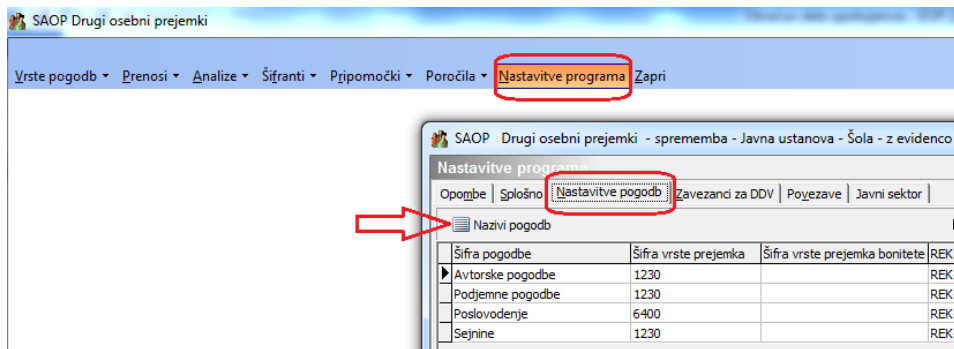 SAOP Drugi osebni prejemki
Vrste pogodb Prenosi Analize Šifranti Pripomočki Poročila Nastavitve programa Zapri
SAOP Drugi osebni prejemki - sprememba - Javna ustanova - Šola - z evidenco
Nastavitve programa
Opombe Splošno Nastavitve pogodb Zavezanci za DDV Povezave Javni sektor
Nazivi pogodb
Šifra pogodbe Šifra vrste prejemka Šifra vrste prejemka bonitete REK
Avtorske pogodbe 1230 REK
Podjemne pogodbe 1230 REK
Poslovodenje 6400 REK
Sejnine 1230 REK